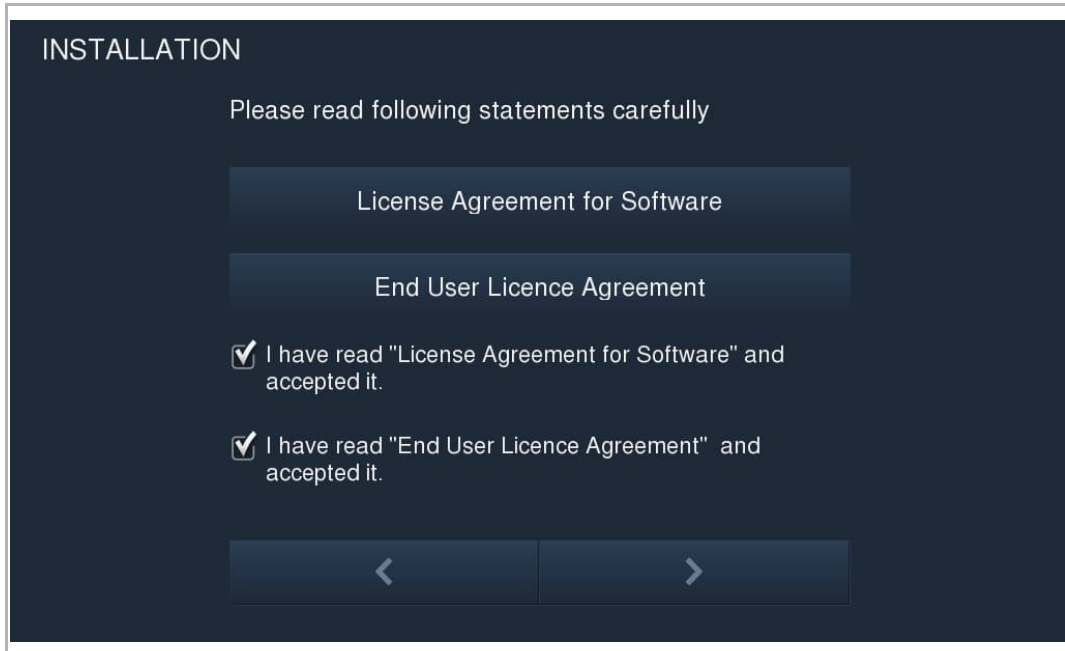 INSTALLATION
Please read following statements carefully
License Agreement for Software
End User Licence Agreement
I have read "License Agreement for Software" and
accepted it.
I have read "End User Licence Agreement"  and
accepted it.